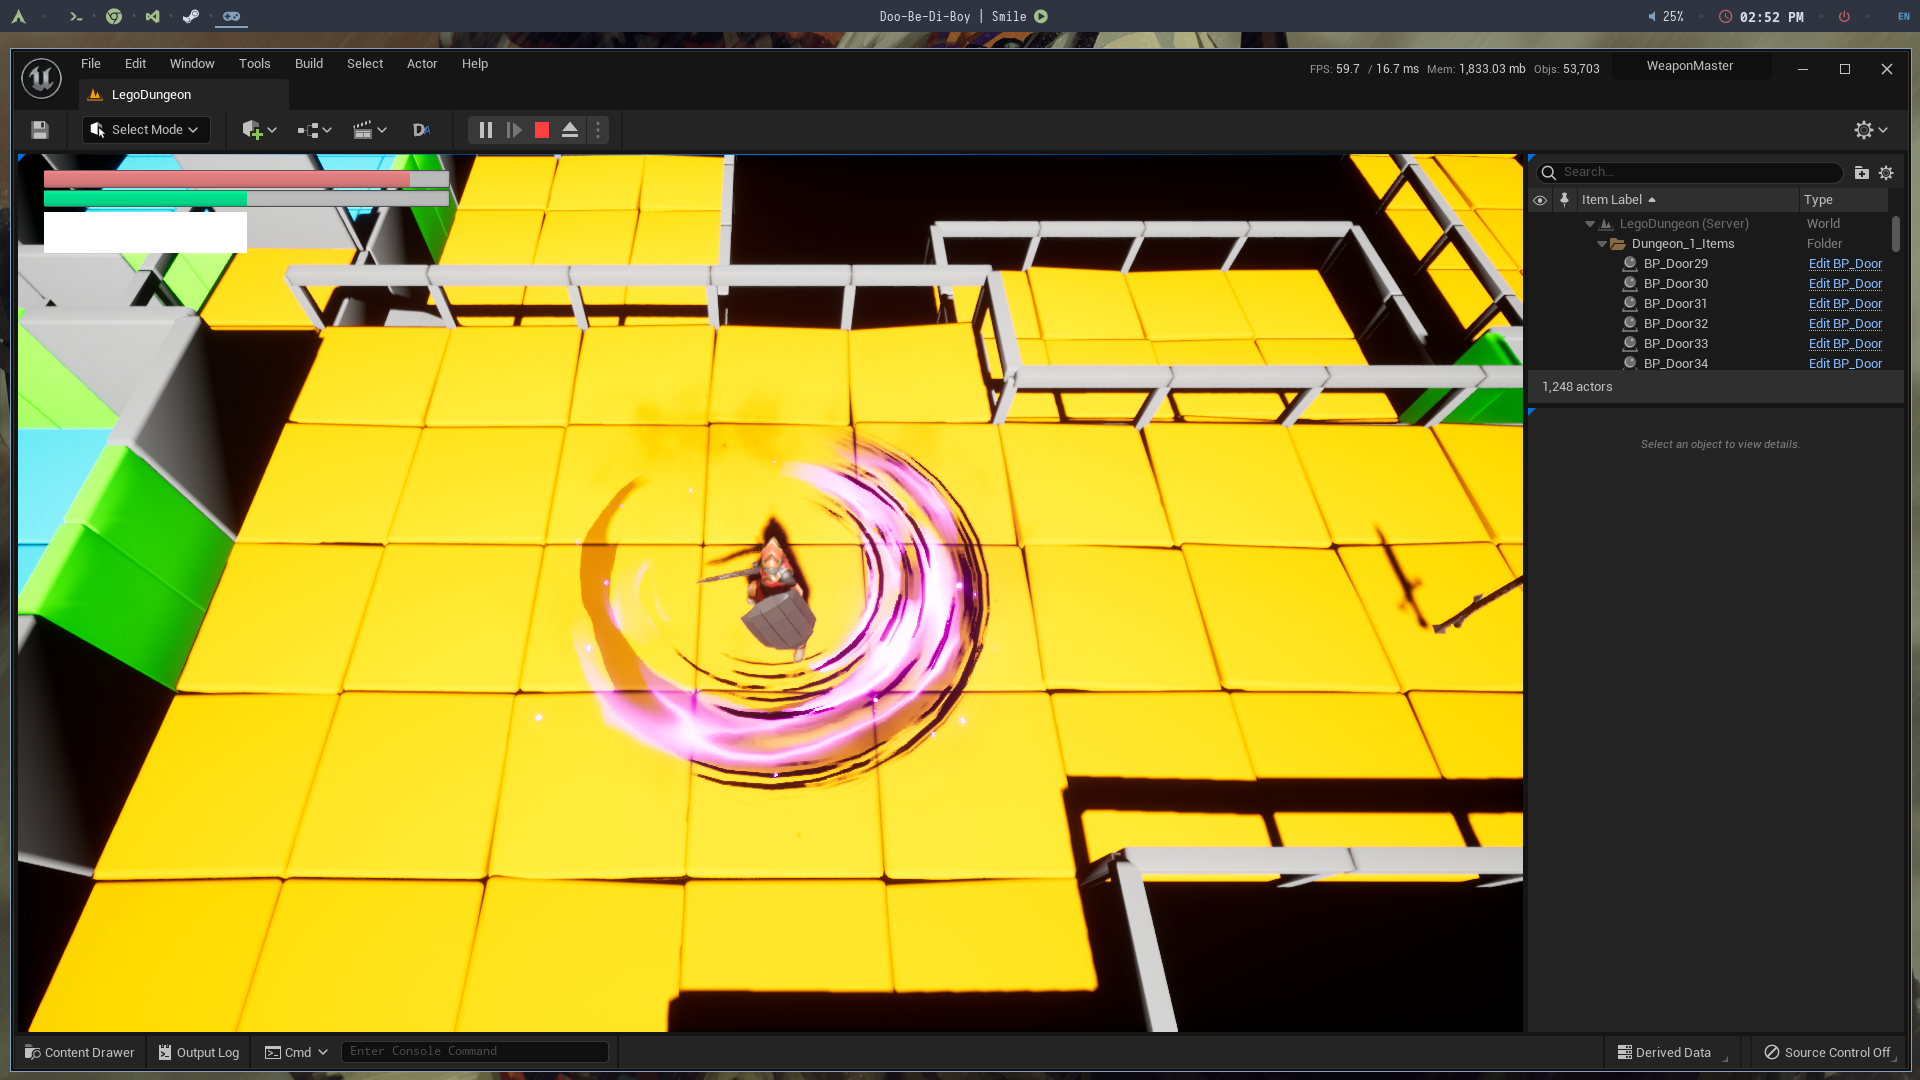 Doo-Be-Di-Boy | Smile
25%
02:52 PM
EN
File Edit Window Tools Build Select Actor Help
FPS: 59.7 / 16.7 ms Mem: 1,833.03 mb Objs: 53,703
WeaponMaster
LegoDungeon
Select Mode
Search...
Item Label Type
LegoDungeon (Server) World
Dungeon_1_Items Folder
BP_Door29 Edit BP_Door
BP_Door30 Edit BP_Door
BP_Door31 Edit BP_Door
BP_Door32 Edit BP_Door
BP_Door33 Edit BP_Door
BP_Door34 Edit BP_Door
1,248 actors
Select an object to view details.
Content Drawer Output Log Cmd Enter Console Command Derived Data Source Control Off